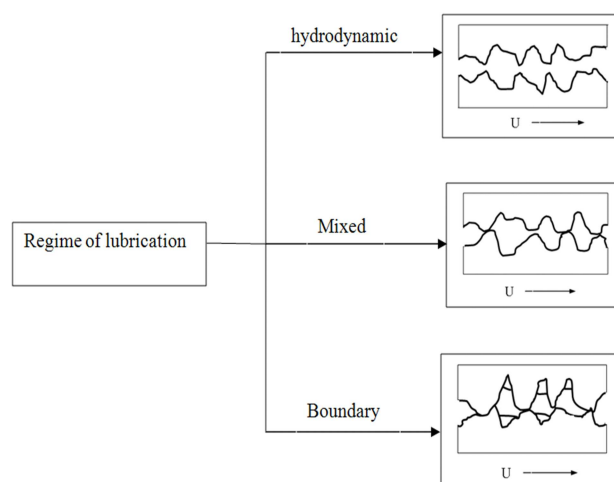 hydrodynamic
U
Regime of lubrication
Mixed
U
Boundary
U